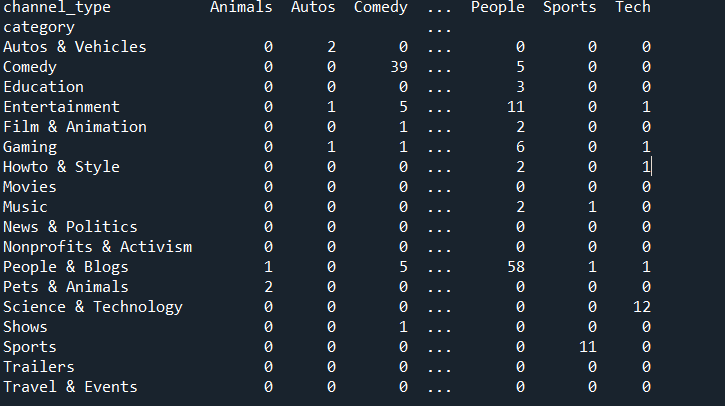 channel_type Animals Autos Comedy ... People Sports Tech
category ...
Autos & Vehicles 0 2 0 ... 0 0 0
Comedy 0 0 39 ... 5 0 0
Education 0 0 0 ... 3 0 0
Entertainment 0 1 5 ... 11 0 1
Film & Animation 0 0 1 ... 2 0 0
Gaming 0 1 1 ... 6 0 1
Howto & Style 0 0 0 ... 2 0 1
Movies 0 0 0 ... 0 0 0
Music 0 0 0 ... 2 1 0
News & Politics 0 0 0 ... 0 0 0
Nonprofits & Activism 0 0 0 ... 0 0 0
People & Blogs 1 0 5 ... 58 1 1
Pets & Animals 2 0 0 ... 0 0 0
Science & Technology 0 0 0 ... 0 0 12
Shows 0 0 1 ... 0 0 0
Sports 0 0 0 ... 0 11 0
Trailers 0 0 0 ... 0 0 0
Travel & Events 0 0 0 ... 0 0 0